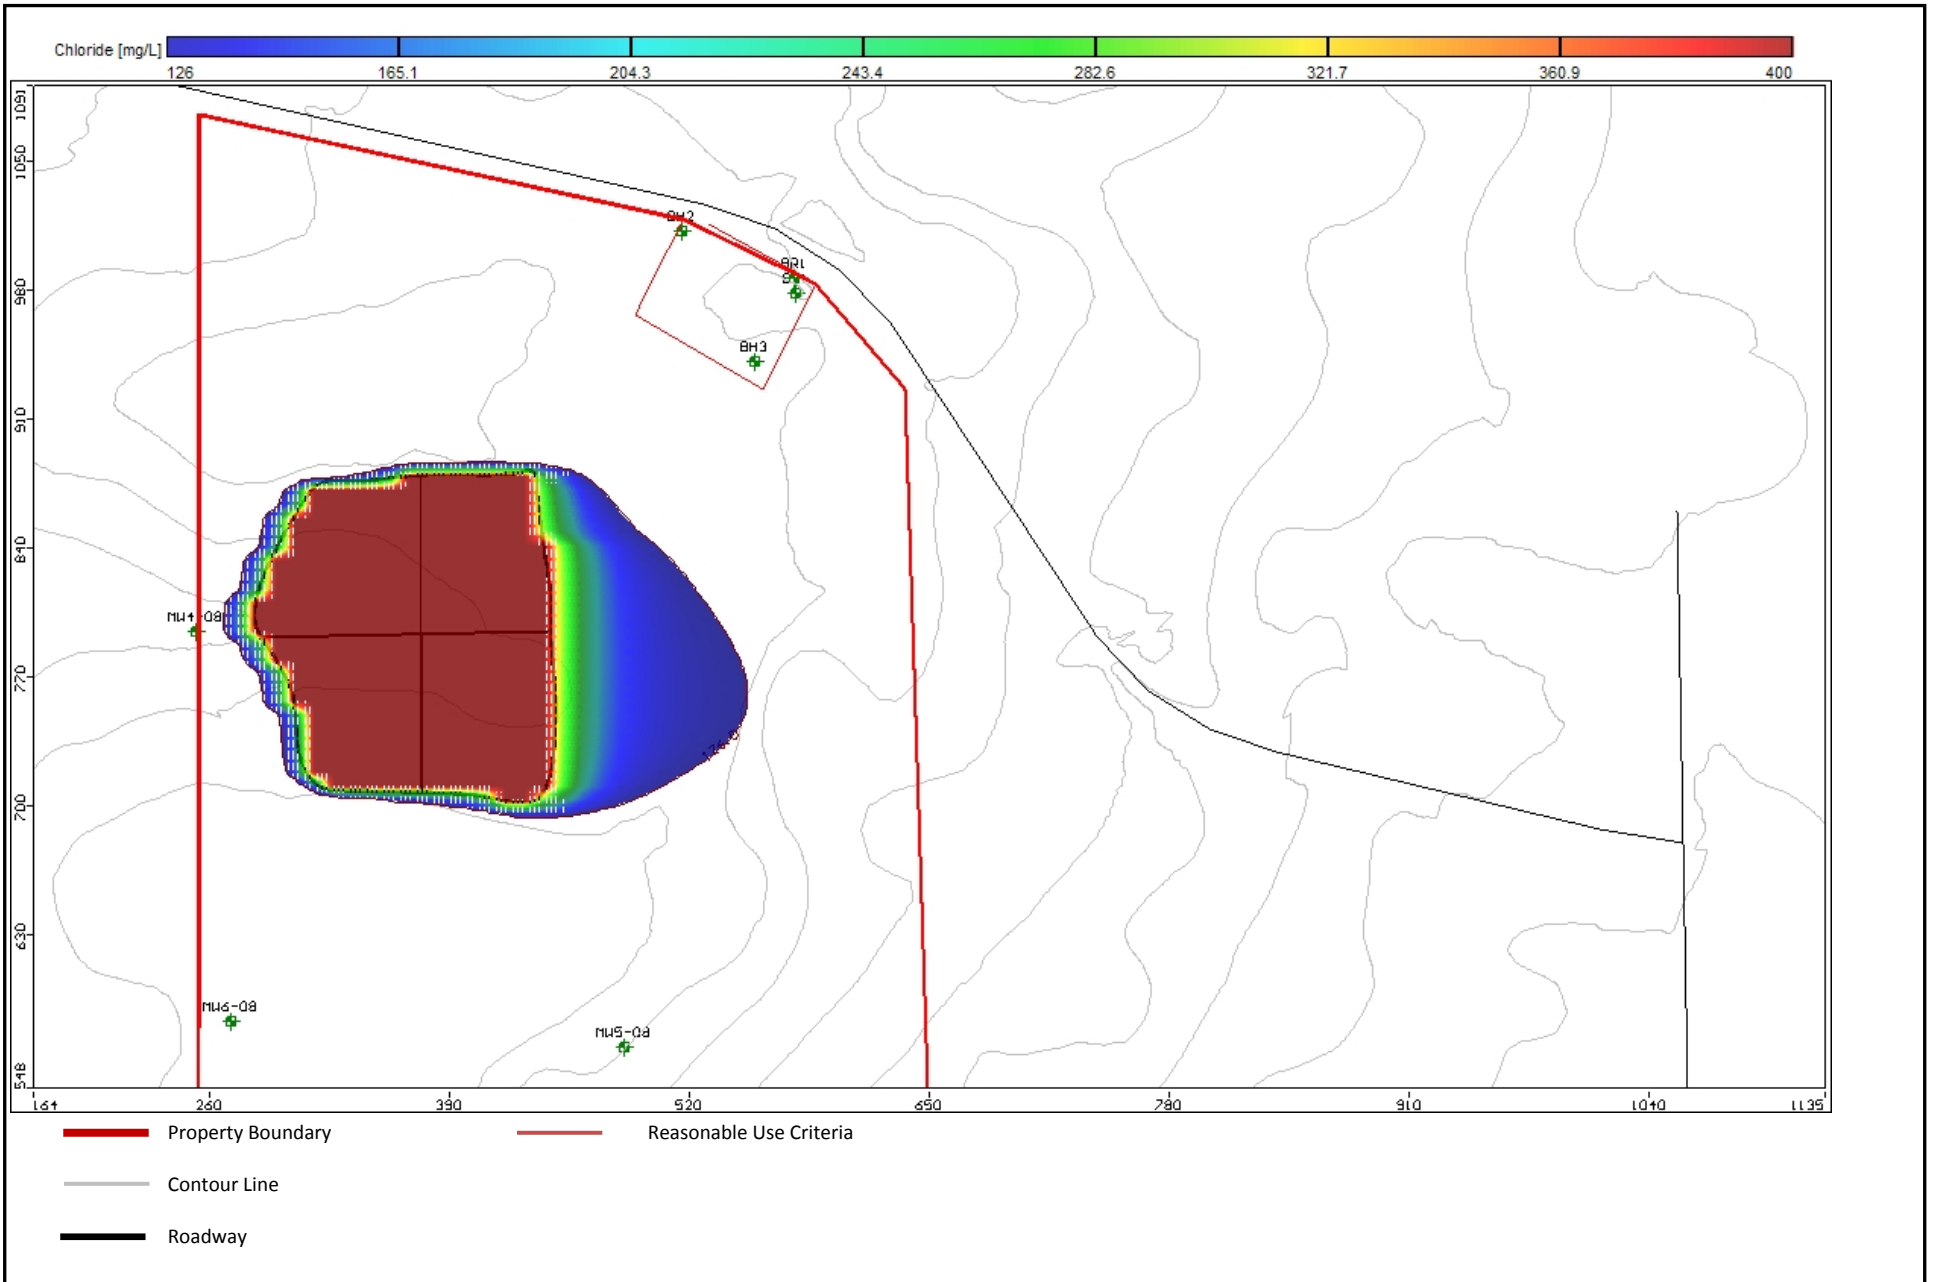 Chloride [mg/L]
126 165.1 204.3 243.4 282.6 321.7 360.9 400
1091
1050
980
910
840
770
700
630
548
BH2
BR1
BH3
MW4-08
126.0
MW6-08
MW5-08
164 260 390 520 650 780 910 1040 1135
Property Boundary
Reasonable Use Criteria
Contour Line
Roadway